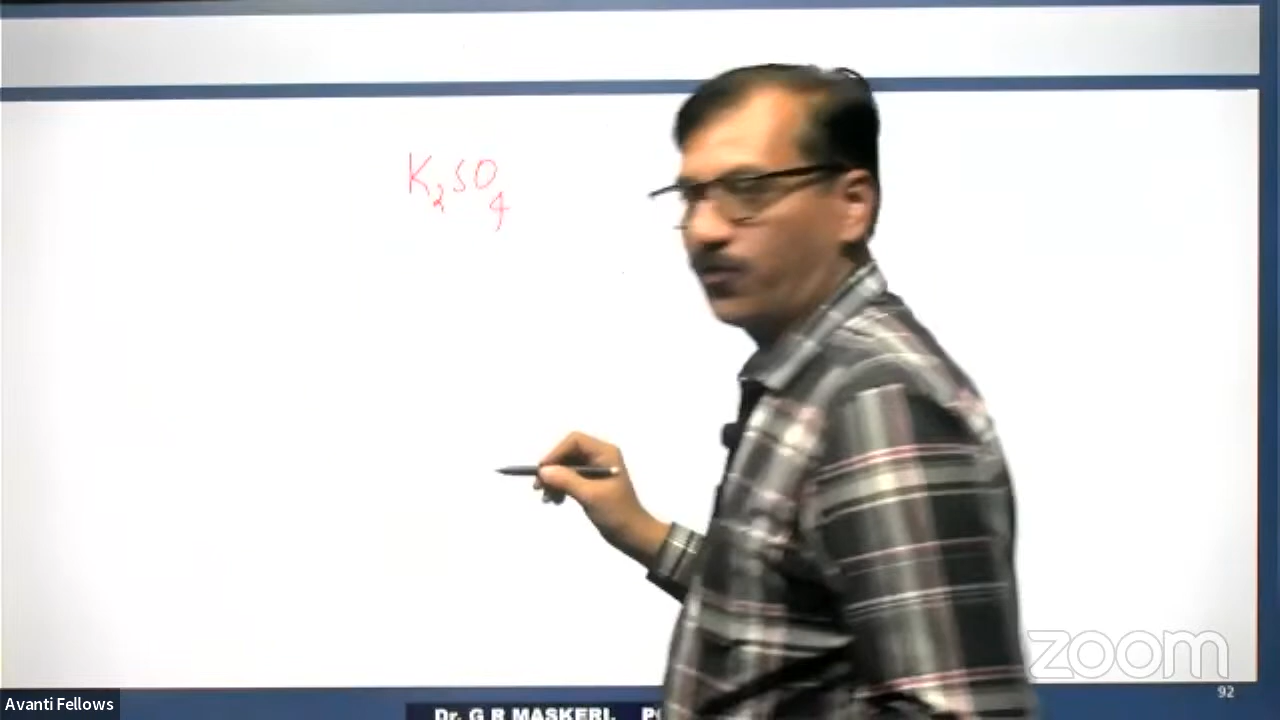 K₂SO₄
zoom
92
Avanti Fellows
Dr. G R MASKERI,